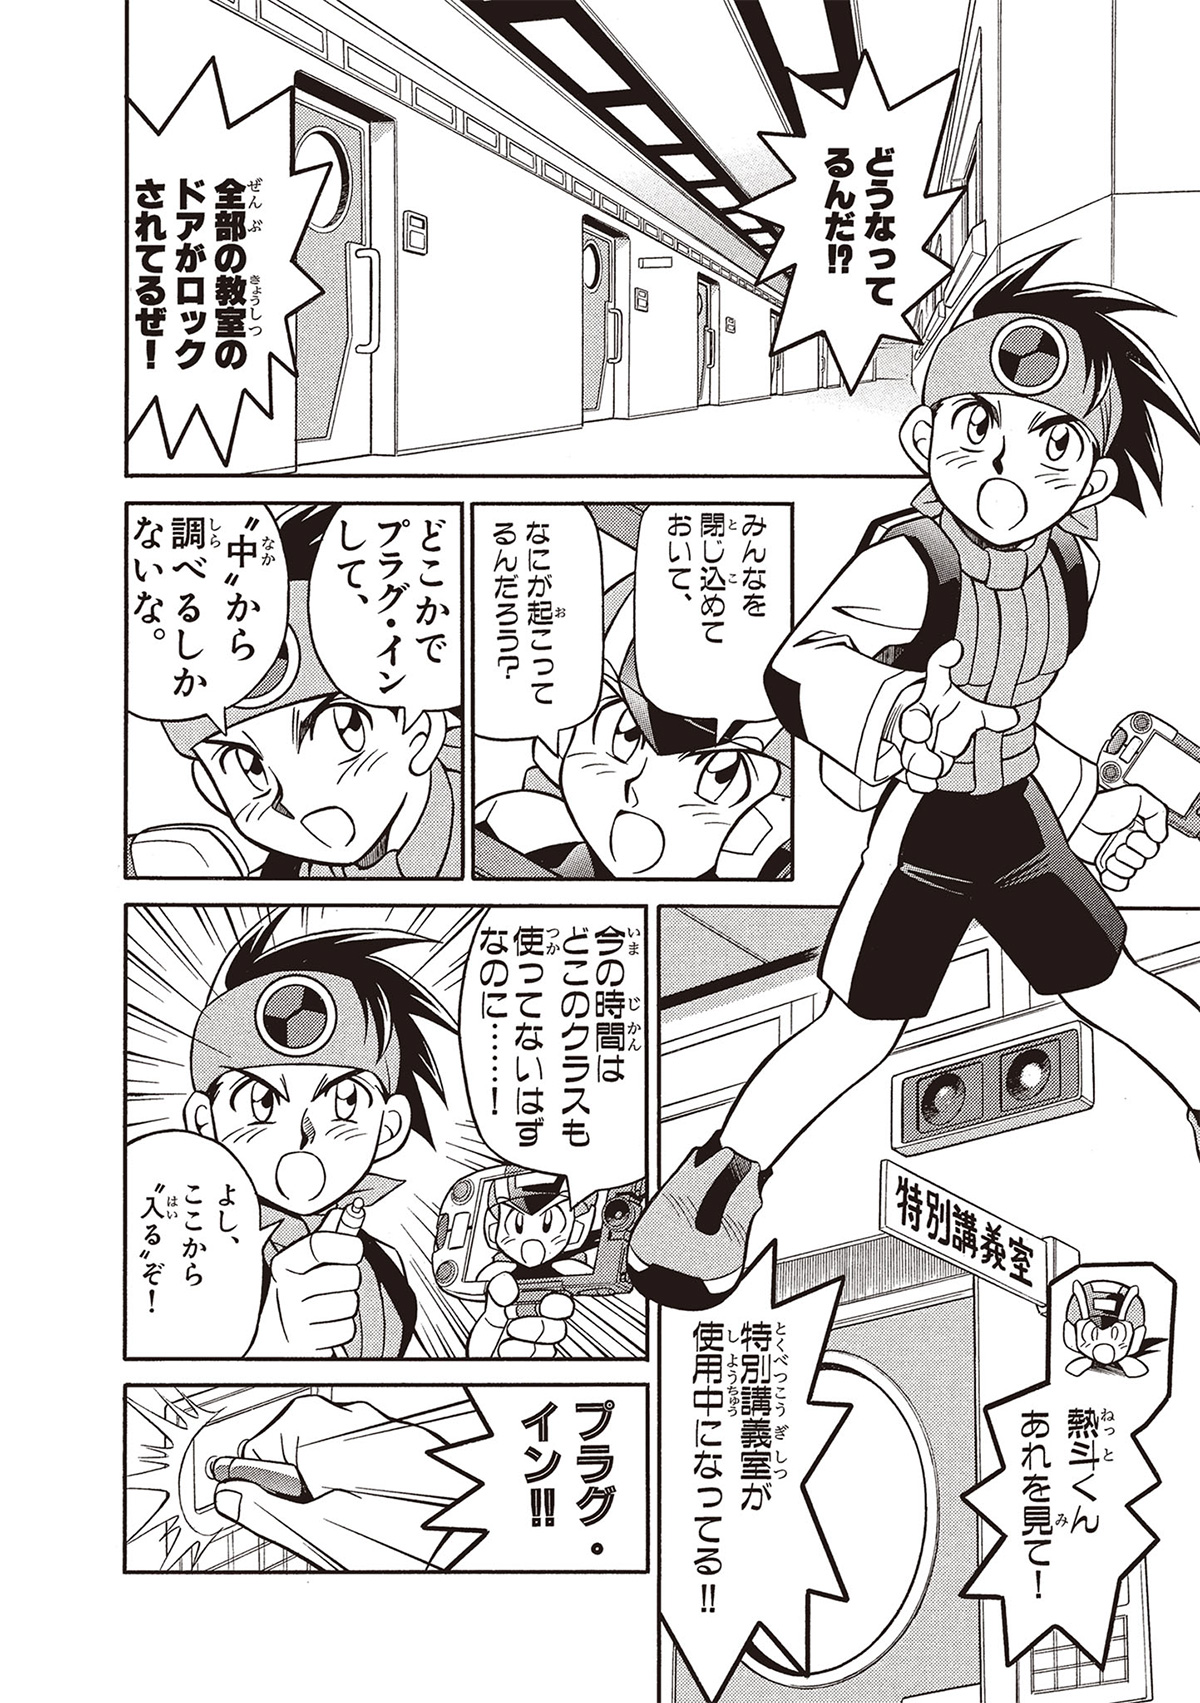 どうなって
るんだ!?
全部の教室の
ドアがロック
されてるぜ！
みんなを
閉じ込めて
おいて、
なにが起こって
るんだろう？
どこかで
プラグ・イン
して、
〝中〟から
調べるしか
ないな。
特別講義室
熱斗くん
あれを見て！
特別講義室が
使用中になってる!!
今の時間は
どこのクラスも
使ってないはず
なのに……！
よし、
ここから
〝入る〟ぞ！
プラグ・
イン!!